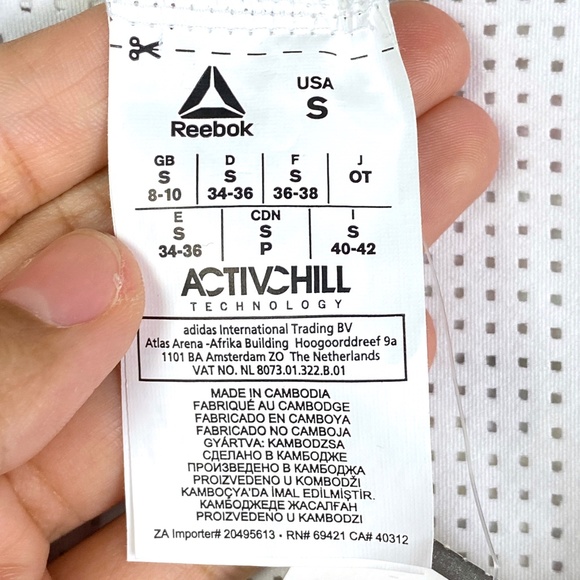 Reebok
USA
S
GB D F J
S S S OT
8-10 34-36 36-38
E CDN I
S S S
34-36 P 40-42
ACTIVCHILL
TECHNOLOGY
adidas International Trading BV
Atlas Arena -Afrika Building Hoogoorddreef 9a
1101 BA Amsterdam ZO The Netherlands
VAT NO. NL 8073.01.322.B.01
MADE IN CAMBODIA
FABRIQUÉ AU CAMBODGE
FABRICADO EN CAMBOYA
FABRICADO NO CAMBOJA
GYÁRTVA: KAMBODZSA
СДЕЛАНО В КАМБОДЖЕ
ПРОИЗВЕДЕНО В КАМБОДЖА
PROIZVEDENO U KOMBODŽI
KAMBOÇYA'DA İMAL EDİLMİŞTİR.
КАМБОДЖЕДЕ ЖАСАЛҒАН
PROIZVEDENO U KAMBODZI
ZA Importer# 20495613 • RN# 69421 CA# 40312